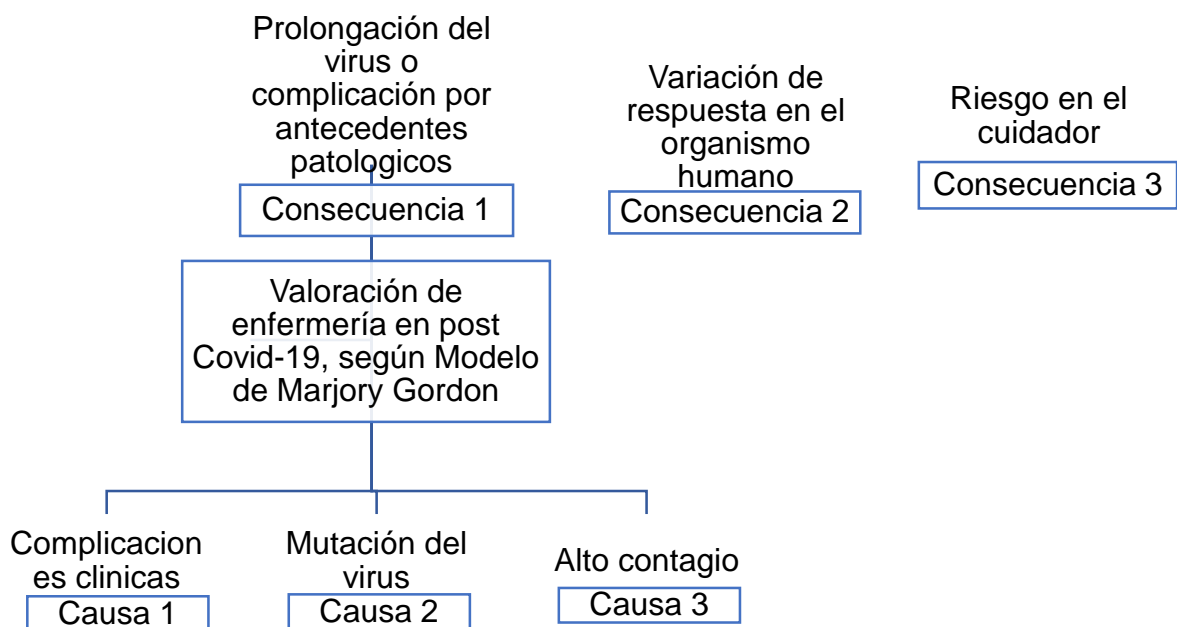 Prolongación del
virus o
complicación por
antecedentes
patologicos
Consecuencia 1
Variación de
respuesta en el
organismo
humano
Consecuencia 2
Riesgo en el
cuidador
Consecuencia 3
Valoración de
enfermería en post
Covid-19, según Modelo
de Marjory Gordon
Complicacion
es clinicas
Causa 1
Mutación del
virus
Causa 2
Alto contagio
Causa 3